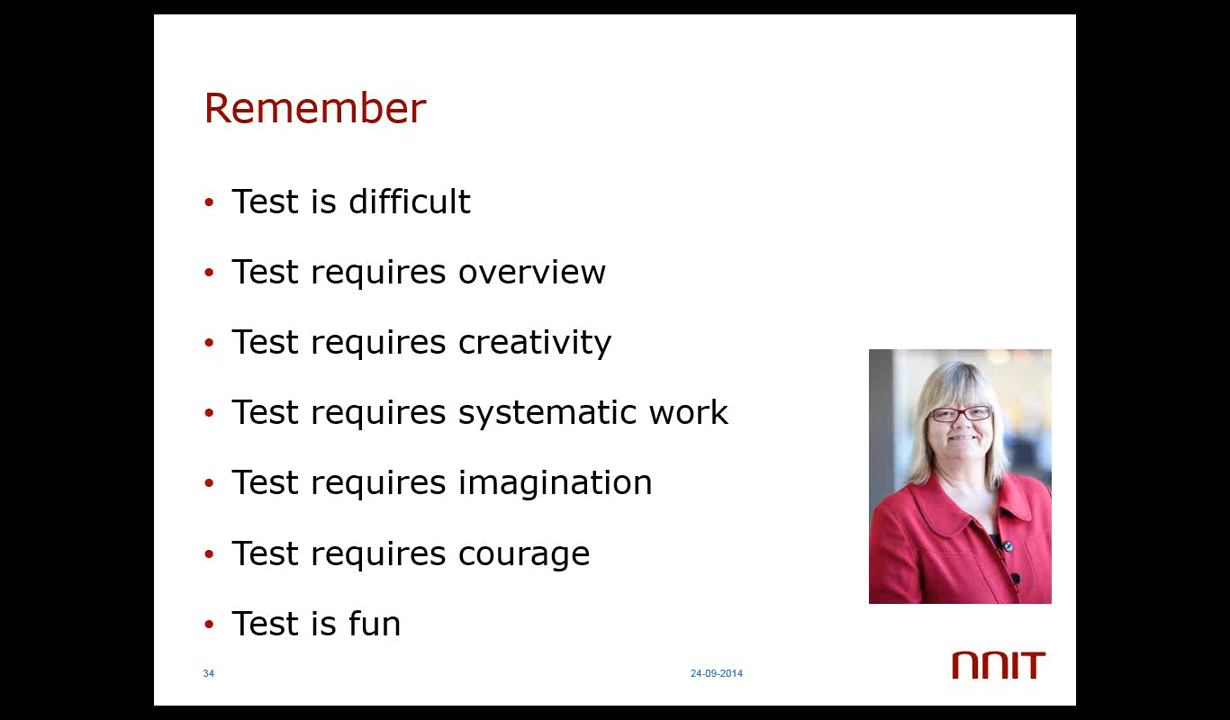 Remember
• Test is difficult
• Test requires overview
• Test requires creativity
• Test requires systematic work
• Test requires imagination
• Test requires courage
• Test is fun
34
24-09-2014
NNIT